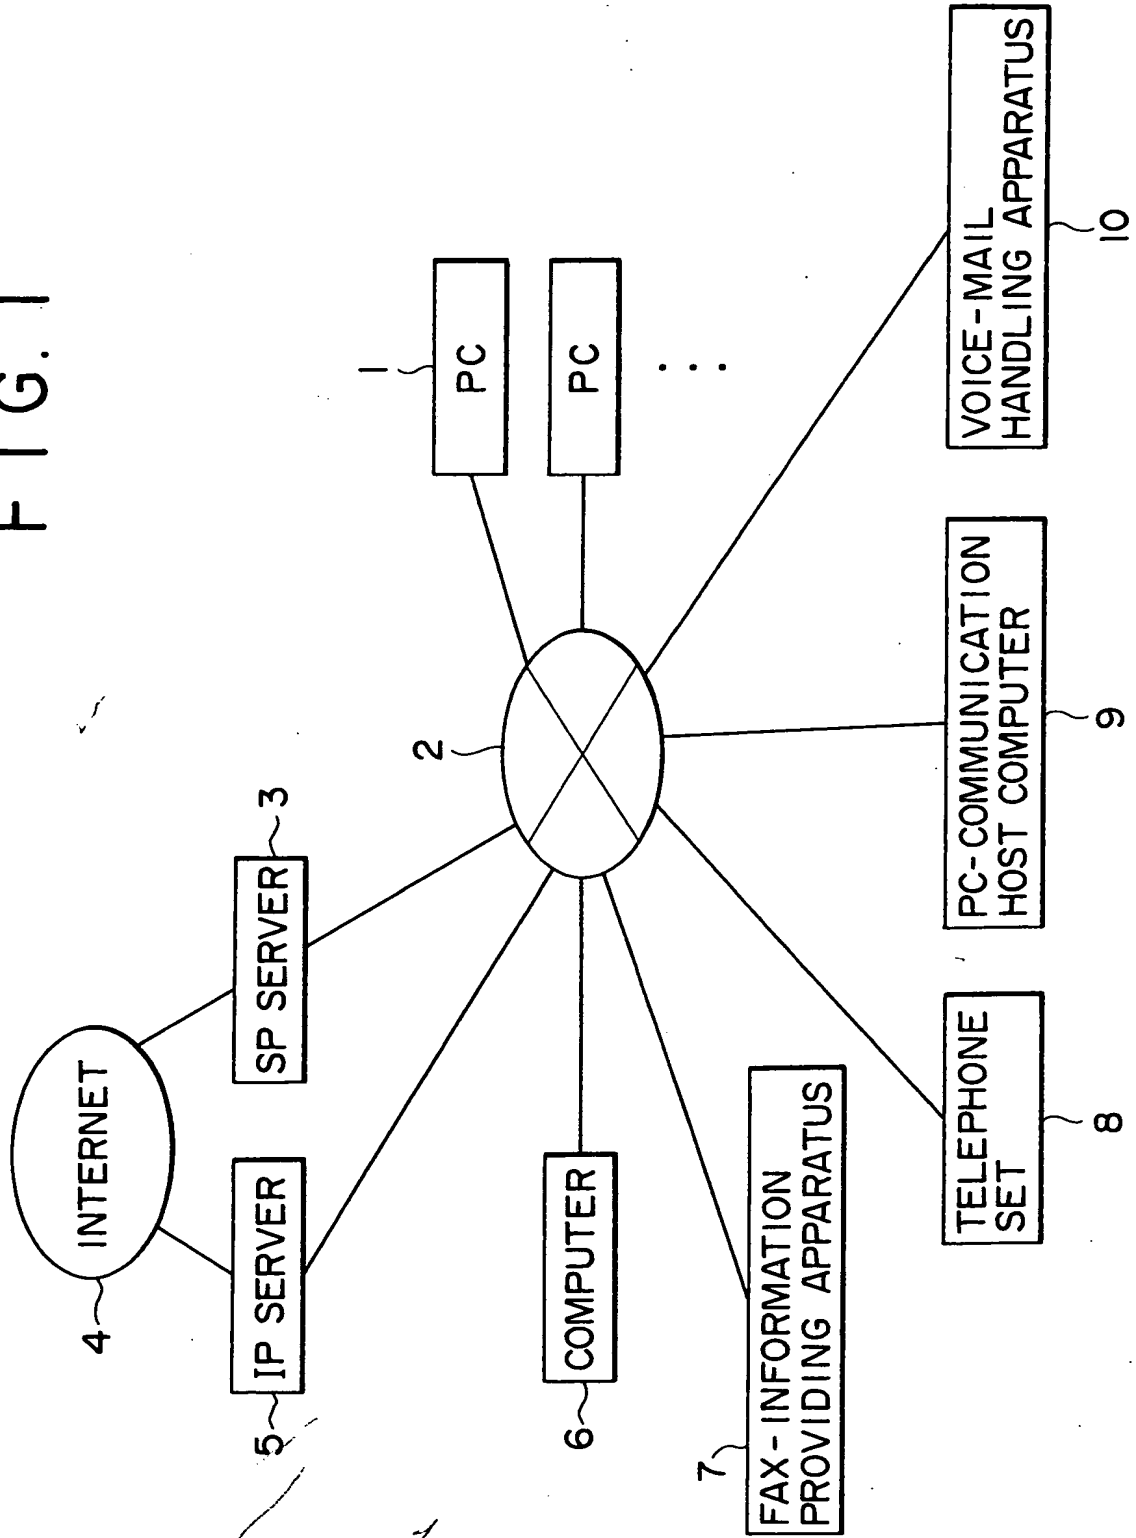 FIG. 1
INTERNET
4
IP SERVER
5
SP SERVER
3
2
1
PC
PC
. . .
COMPUTER
6
7
FAX-INFORMATION
PROVIDING APPARATUS
TELEPHONE
SET
8
PC-COMMUNICATION
HOST COMPUTER
9
VOICE-MAIL
HANDLING APPARATUS
10